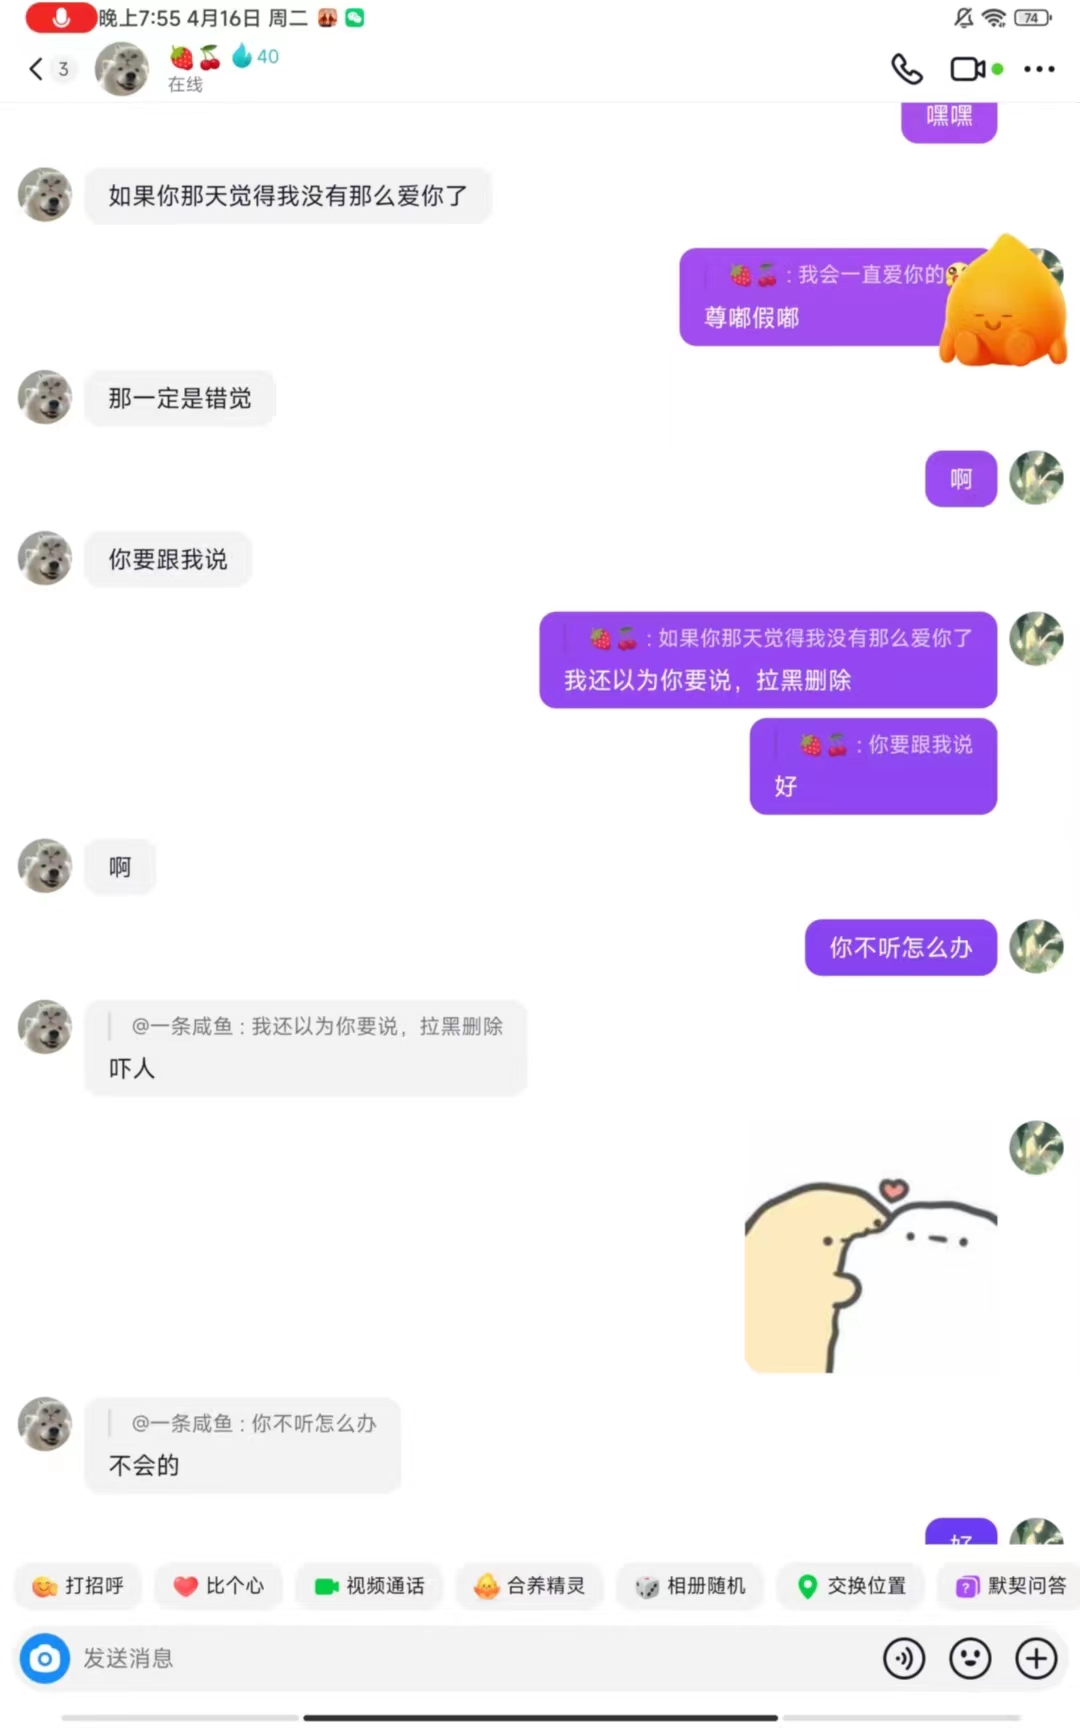 晚上7:55 4月16日 周二
74
3
🍓🍒 40
在线
嘿嘿
如果你那天觉得我没有那么爱你了
🍓🍒 : 我会一直爱你的
尊嘟假嘟
那一定是错觉
啊
你要跟我说
🍓🍒 : 如果你那天觉得我没有那么爱你了
我还以为你要说，拉黑删除
🍓🍒 : 你要跟我说
好
啊
你不听怎么办
@一条咸鱼 : 我还以为你要说，拉黑删除
吓人
@一条咸鱼 : 你不听怎么办
不会的
好
打招呼 比个心 视频通话 合养精灵 相册随机 交换位置 默契问答
发送消息